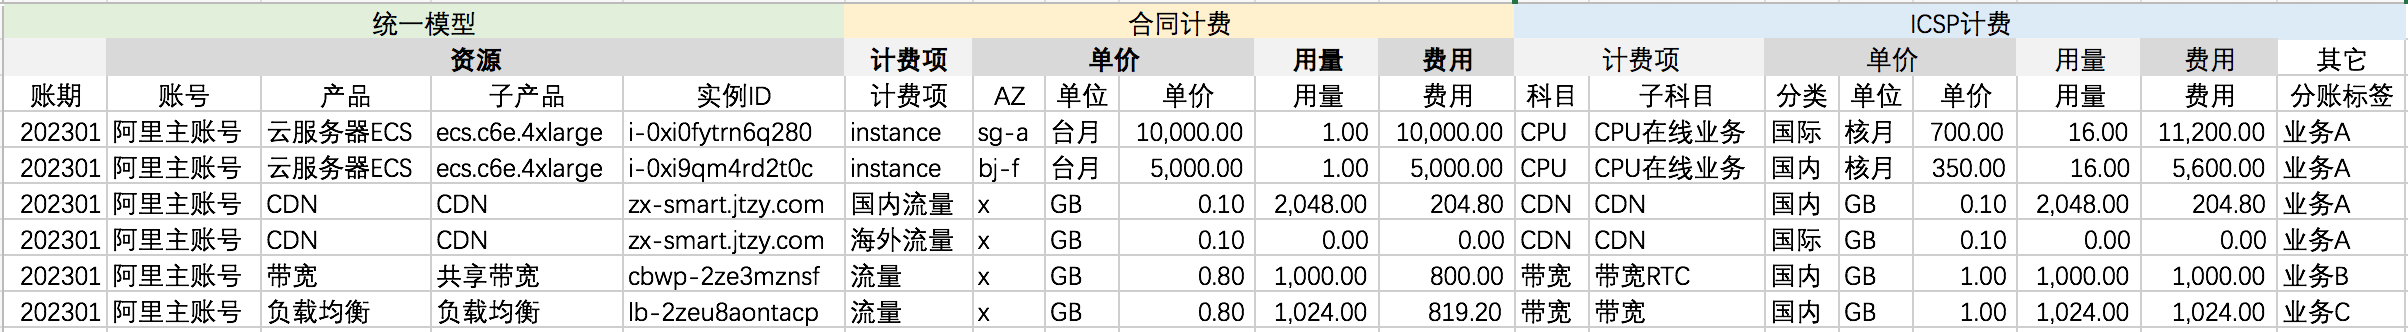 统一模型 合同计费 ICSP计费
资源 计费项 单价 用量 费用 计费项 单价 用量 费用 其它
账期 账号 产品 子产品 实例ID 计费项 AZ 单位 单价 用量 费用 科目 子科目 分类 单位 单价 用量 费用 分账标签
202301 阿里主账号 云服务器ECS ecs.c6e.4xlarge i-0xi0fytrn6q280 instance sg-a 台月 10,000.00 1.00 10,000.00 CPU CPU在线业务 国际 核月 700.00 16.00 11,200.00 业务A
202301 阿里主账号 云服务器ECS ecs.c6e.4xlarge i-0xi9qm4rd2t0c instance bj-f 台月 5,000.00 1.00 5,000.00 CPU CPU在线业务 国内 核月 350.00 16.00 5,600.00 业务A
202301 阿里主账号 CDN CDN zx-smart.jtzy.com 国内流量 x GB 0.10 2,048.00 204.80 CDN CDN 国内 GB 0.10 2,048.00 204.80 业务A
202301 阿里主账号 CDN CDN zx-smart.jtzy.com 海外流量 x GB 0.10 0.00 0.00 CDN CDN 国际 GB 0.10 0.00 0.00 业务A
202301 阿里主账号 带宽 共享带宽 cbwp-2ze3mznsf 流量 x GB 0.80 1,000.00 800.00 带宽 带宽RTC 国内 GB 1.00 1,000.00 1,000.00 业务B
202301 阿里主账号 负载均衡 负载均衡 lb-2zeu8aontacp 流量 x GB 0.80 1,024.00 819.20 带宽 带宽 国内 GB 1.00 1,024.00 1,024.00 业务C